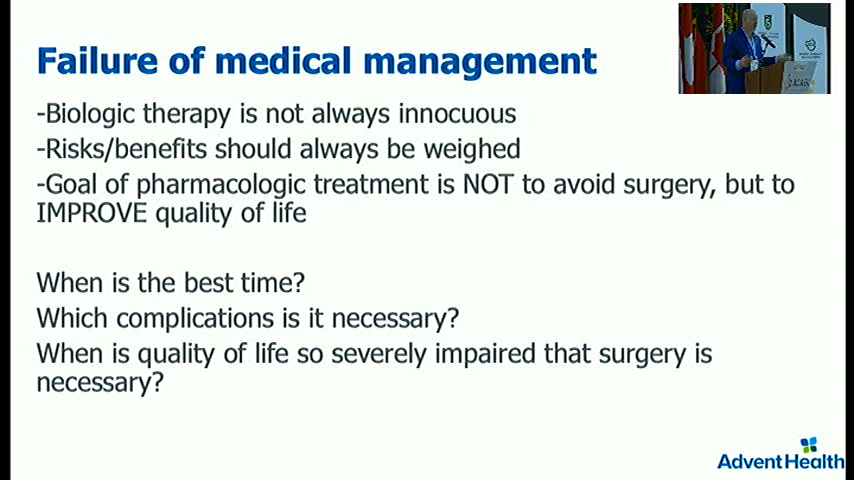 Failure of medical management
-Biologic therapy is not always innocuous
-Risks/benefits should always be weighed
-Goal of pharmacologic treatment is NOT to avoid surgery, but to
IMPROVE quality of life
When is the best time?
Which complications is it necessary?
When is quality of life so severely impaired that surgery is
necessary?
AdventHealth